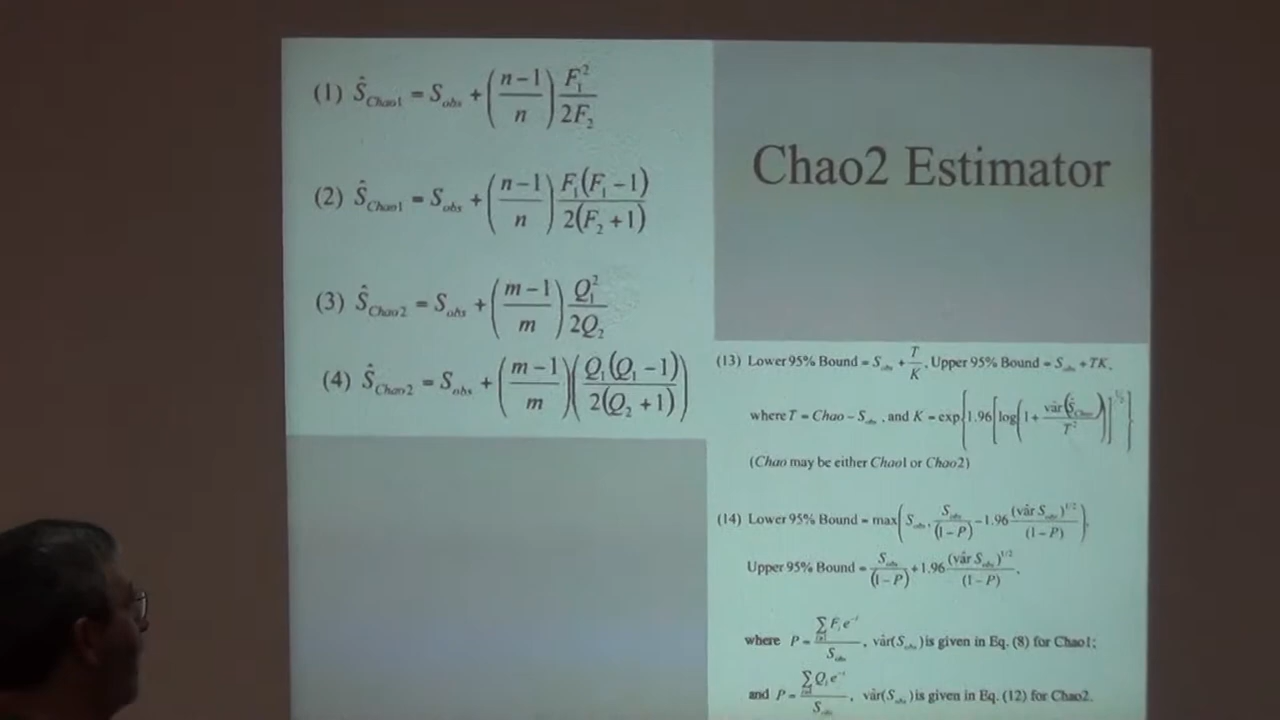 (1) Ŝ_Chao1 = S_obs + ((n-1)/n) F₁²/2F₂
(2) Ŝ_Chao1 = S_obs + ((n-1)/n) F₁(F₁-1)/2(F₂+1)
(3) Ŝ_Chao2 = S_obs + ((m-1)/m) Q₁²/2Q₂
(4) Ŝ_Chao2 = S_obs + ((m-1)/m)(Q₁(Q₁-1)/2(Q₂+1))
Chao2 Estimator
(13) Lower 95% Bound = S_obs + T/K, Upper 95% Bound = S_obs + TK,
where T = Chao - S_obs, and K = exp{1.96[log(1 + vâr(Ŝ_Chao)/T²)]^1/2}
(Chao may be either Chao1 or Chao2)
(14) Lower 95% Bound = max(S_obs, S_obs/(1-P) - 1.96 (vâr S_obs)^1/2/(1-P)),
Upper 95% Bound = S_obs/(1-P) + 1.96 (vâr S_obs)^1/2/(1-P),
where P = ∑ F_i e^-i / S_obs, vâr(S_obs) is given in Eq. (8) for Chao1;
and P = ∑ Q_i e^-i / S_obs, vâr(S_obs) is given in Eq. (12) for Chao2.